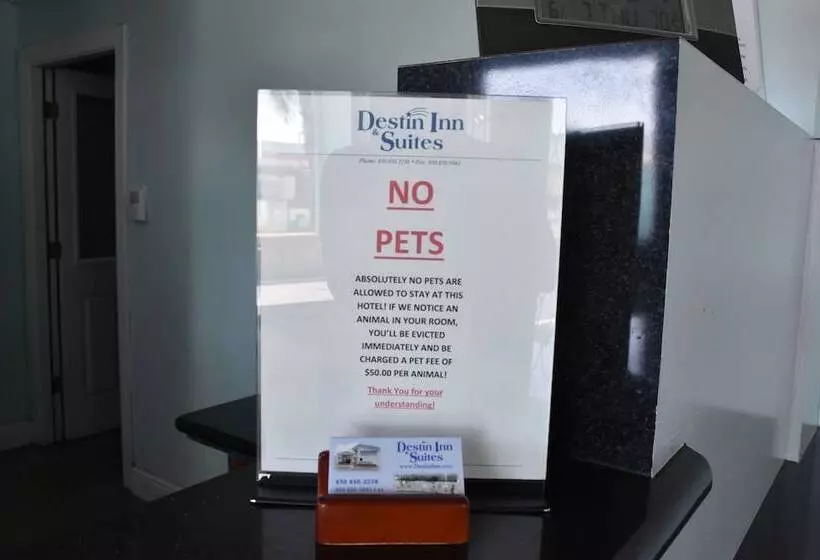 Destin Inn
& Suites
NO
PETS
ABSOLUTELY NO PETS ARE
ALLOWED TO STAY AT THIS
HOTEL! IF WE NOTICE AN
ANIMAL IN YOUR ROOM,
YOU'LL BE EVICTED
IMMEDIATELY AND BE
CHARGED A PET FEE OF
$50.00 PER ANIMAL!
Thank You for your
understanding!
Destin Inn
& Suites